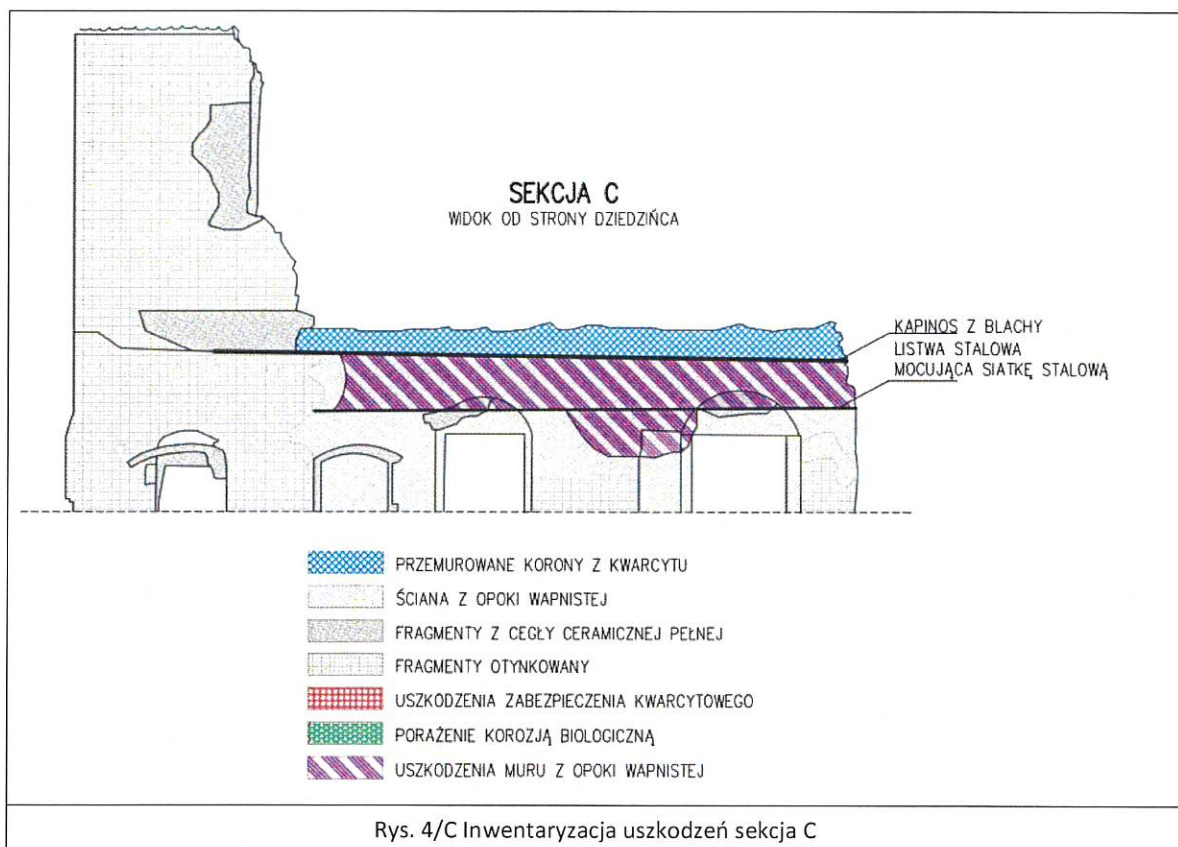 SEKCJA C
WIDOK OD STRONY DZIEDZIŃCA
KAPINOS Z BLACHY
LISTWA STALOWA
MOCUJĄCA SIATKĘ STALOWĄ
PRZEMUROWANE KORONY Z KWARCYTU
ŚCIANA Z OPOKI WAPNISTEJ
FRAGMENTY Z CEGŁY CERAMICZNEJ PEŁNEJ
FRAGMENTY OTYNKOWANY
USZKODZENIA ZABEZPIECZENIA KWARCYTOWEGO
PORAŻENIE KOROZJĄ BIOLOGICZNĄ
USZKODZENIA MURU Z OPOKI WAPNISTEJ
Rys. 4/C Inwentaryzacja uszkodzeń sekcja C